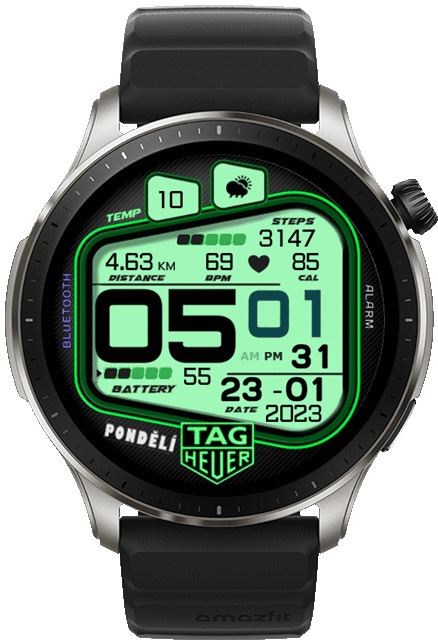 TEMP 10
STEPS
3147
4.63 KM 69 85
DISTANCE BPM CAL
05 01
AM PM 31
BATTERY 55
23 -01
DATE 2023
BLUETOOTH
ALARM
PONDĚLÍ
TAG
HEUER
amazfit